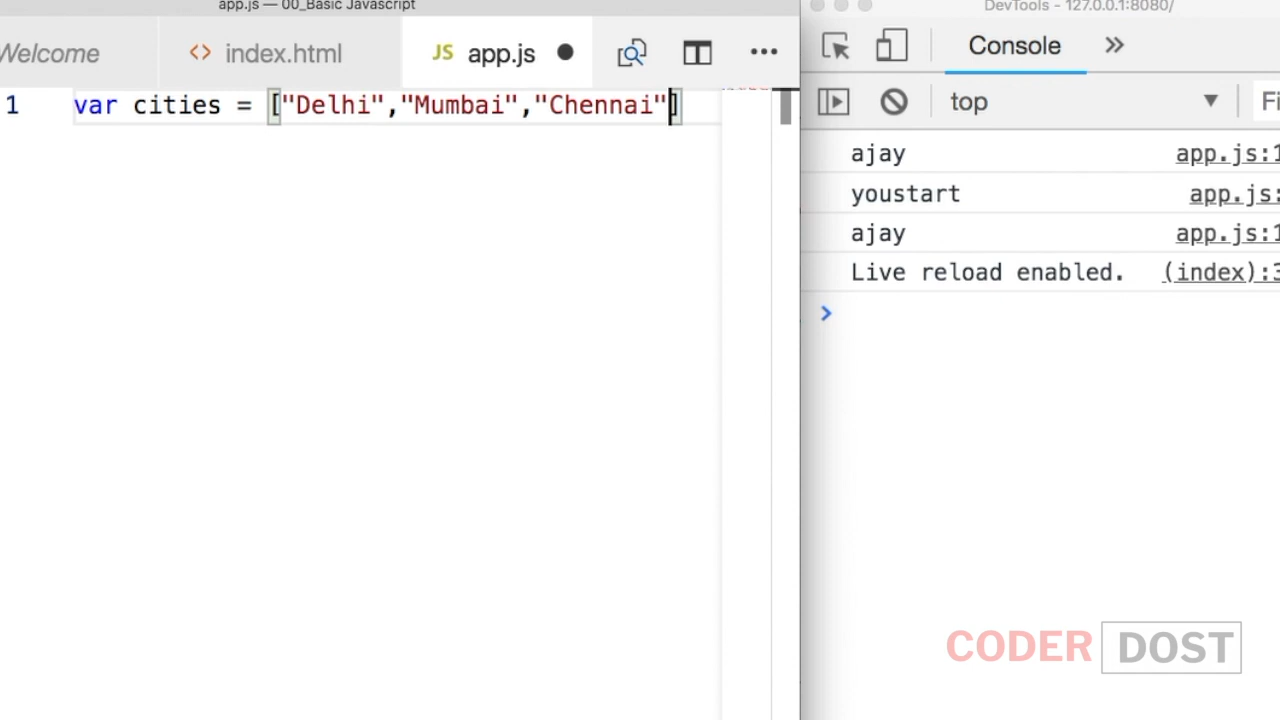 app.js — 00_Basic Javascript
DevTools - 127.0.0.1:8080/
Welcome
<> index.html
JS app.js
Console
top
1 var cities = ["Delhi","Mumbai","Chennai"]
ajay app.js:1
youstart app.js:
ajay app.js:1
Live reload enabled. (index):3
CODER DOST